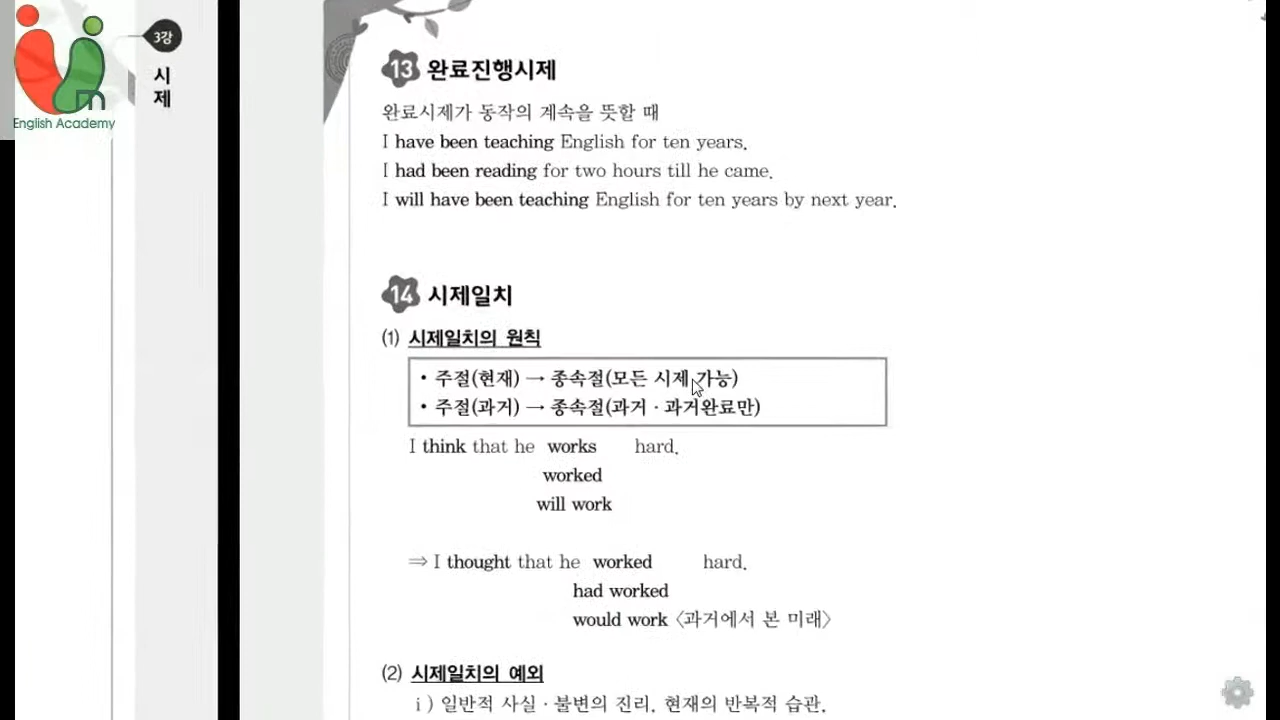 English Academy
3강
시
제
13 완료진행시제
완료시제가 동작의 계속을 뜻할 때
I have been teaching English for ten years.
I had been reading for two hours till he came.
I will have been teaching English for ten years by next year.
14 시제일치
(1) 시제일치의 원칙
• 주절(현재) → 종속절(모든 시제 가능)
• 주절(과거) → 종속절(과거 · 과거완료만)
I think that he works hard.
worked
will work
⇒ I thought that he worked hard.
had worked
would work 〈과거에서 본 미래〉
(2) 시제일치의 예외
ⅰ) 일반적 사실 · 불변의 진리, 현재의 반복적 습관.